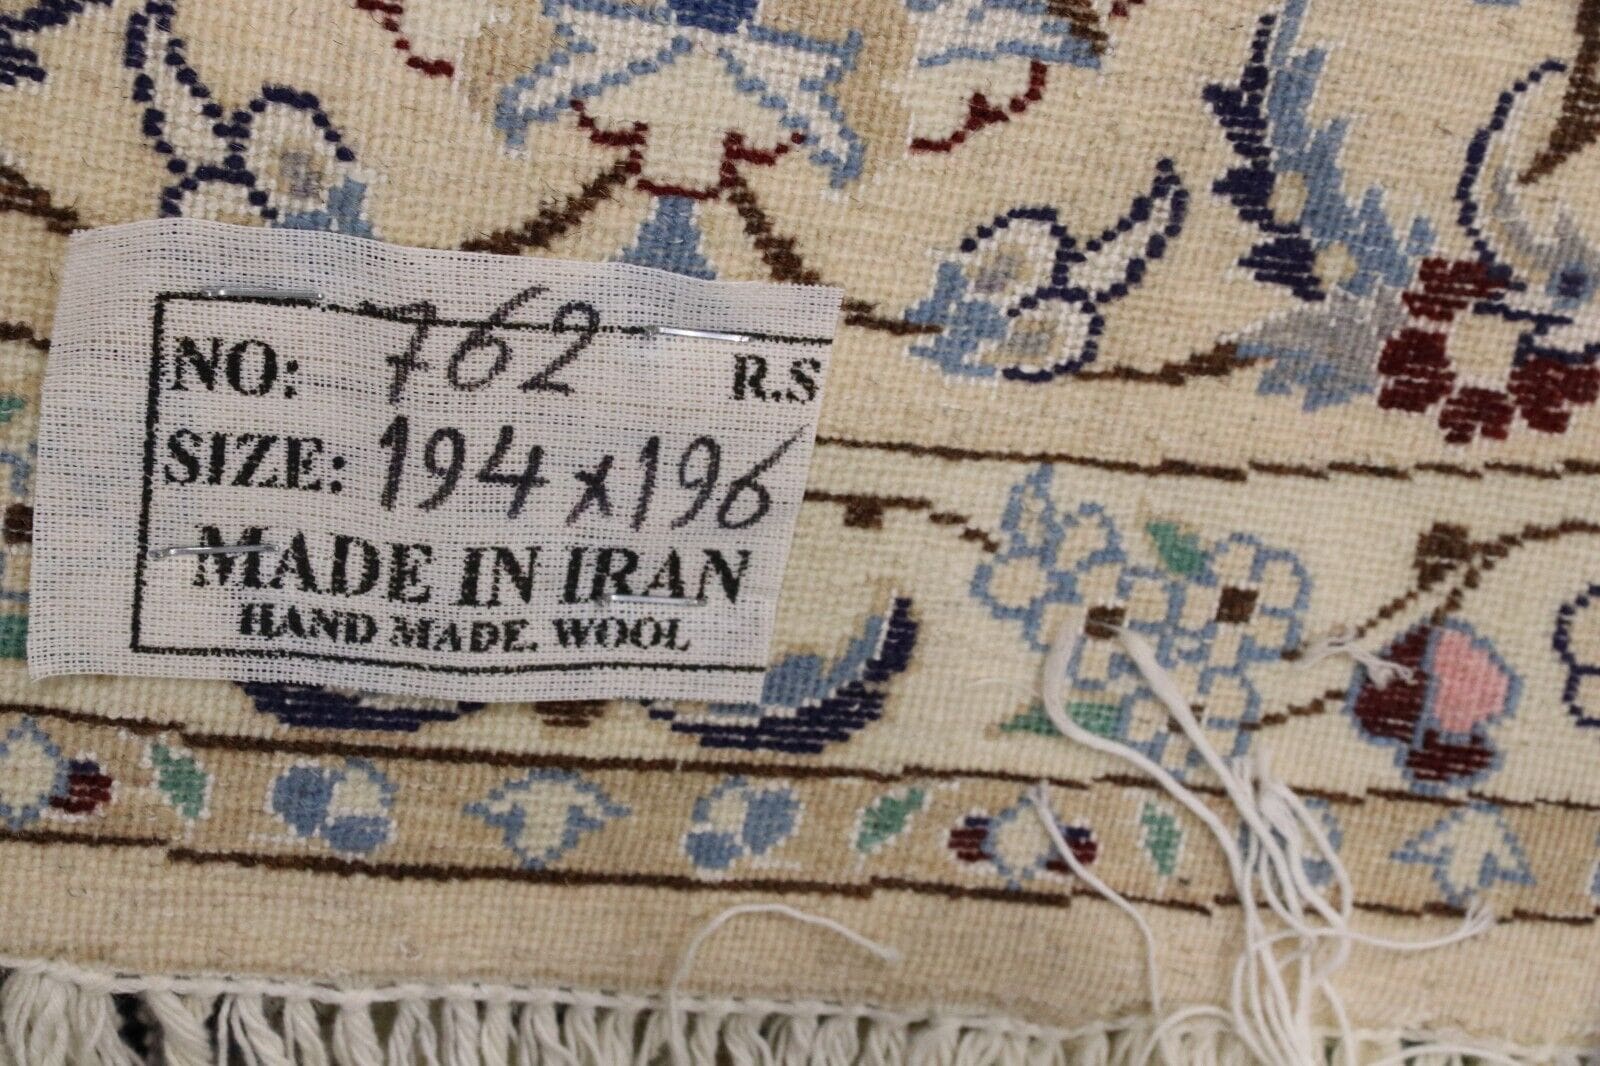 NO: 762 R.S
SIZE: 194 x 196
MADE IN IRAN
HAND MADE. WOOL